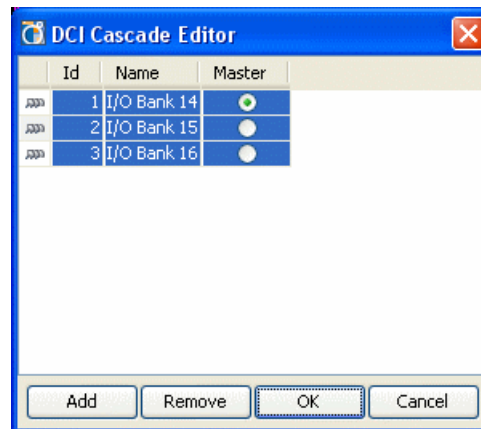 DCI Cascade Editor
Id Name Master
1 I/O Bank 14
2 I/O Bank 15
3 I/O Bank 16
Add Remove OK Cancel